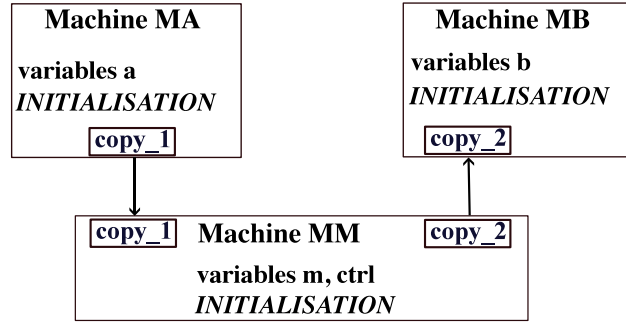 Machine MA
variables a
INITIALISATION
copy_1
Machine MB
variables b
INITIALISATION
copy_2
copy_1 Machine MM copy_2
variables m, ctrl
INITIALISATION